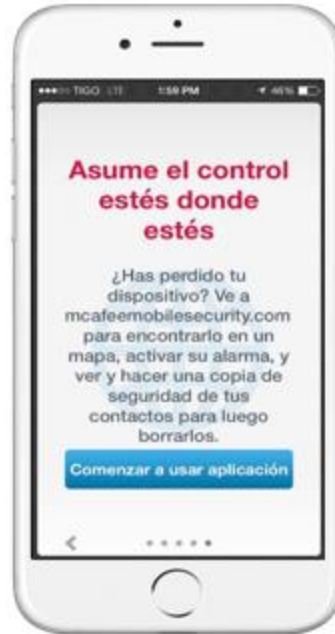 TIGO LTE 1:59 PM 46%
Asume el control
estés donde
estés
¿Has perdido tu
dispositivo? Ve a
mcafeemobilesecurity.com
para encontrarlo en un
mapa, activar su alarma, y
ver y hacer una copia de
seguridad de tus
contactos para luego
borrarlos.
Comenzar a usar aplicación